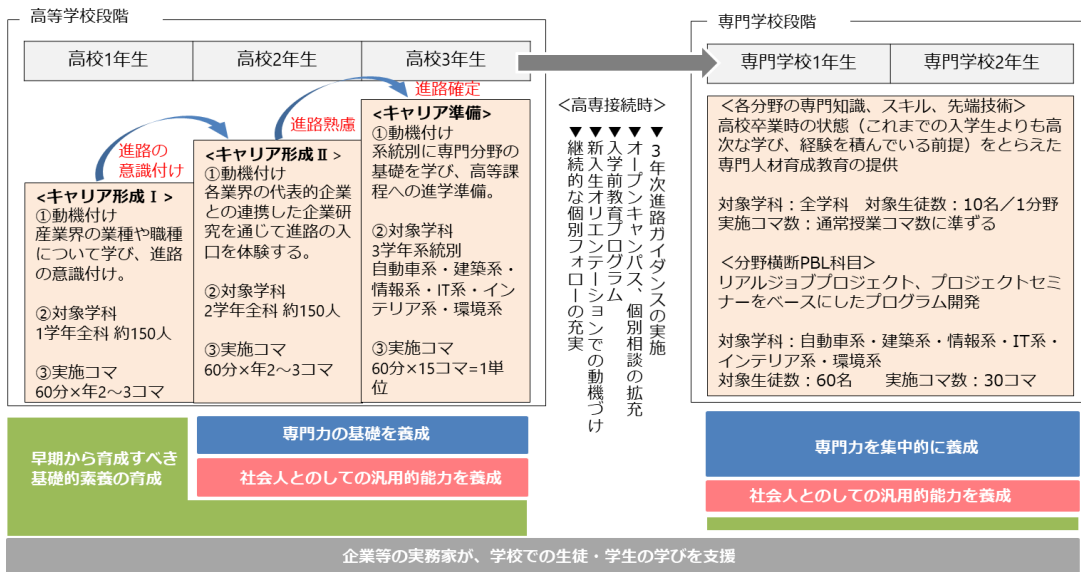 高等学校段階
高校1年生
高校2年生
高校3年生
進路の
意識付け
進路熟慮
進路確定
<キャリア形成Ⅰ>
①動機付け
産業界の業種や職種
について学び、進路
の意識付け。
②対象学科
1学年全科 約150人
③実施コマ
60分×年2～3コマ
<キャリア形成Ⅱ>
①動機付け
各業界の代表的企業
との連携した企業研
究を通じて進路の入
口を体験する。
②対象学科
2学年全科 約150人
③実施コマ
60分×年2～3コマ
<キャリア準備>
①動機付け
系統別に専門分野の
基礎を学び、高等課
程への進学準備。
②対象学科
3学年系統別
自動車系・建築系・
情報系・IT系・イン
テリア系・環境系
③実施コマ
60分×15コマ=1単
位
<高専接続時>
▼3年次進路ガイダンスの実施
▼オープンキャンパス、個別相談の拡充
▼入学前教育プログラム
▼新入生オリエンテーションでの動機づけ
▼継続的な個別フォローの充実
専門学校段階
専門学校1年生
専門学校2年生
<各分野の専門知識、スキル、先端技術>
高校卒業時の状態（これまでの入学生よりも高
次な学び、経験を積んでいる前提）をとらえた
専門人材育成教育の提供
対象学科：全学科　対象生徒数：10名／1分野
実施コマ数：通常授業コマ数に準ずる
<分野横断PBL科目>
リアルジョブプロジェクト、プロジェクトセミ
ナーをベースにしたプログラム開発
対象学科：自動車系・建築系・情報系・IT系・
インテリア系・環境系
対象生徒数：60名　実施コマ数：30コマ
早期から育成すべき
基礎的素養の育成
専門力の基礎を養成
社会人とのしての汎用的能力を養成
専門力を集中的に養成
社会人とのしての汎用的能力を養成
企業等の実務家が、学校での生徒・学生の学びを支援